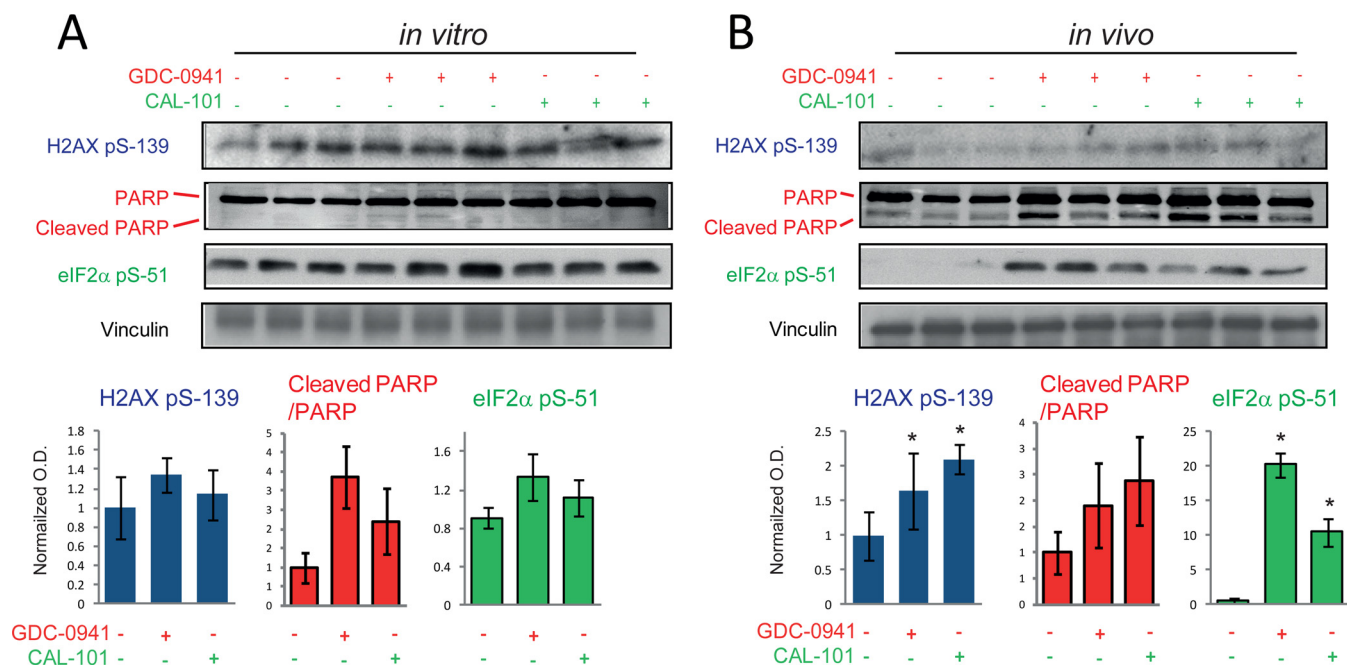 A
in vitro
GDC-0941 - - - + + + - - -
CAL-101 - - - - - - + + +
H2AX pS-139
PARP
Cleaved PARP
eIF2α pS-51
Vinculin
H2AX pS-139
Cleaved PARP
/PARP
eIF2α pS-51
Normailzed O.D.
1.8
1.6
1.4
1.2
1
0.8
0.6
0.4
0.2
0
5
4
4
3
3
2
2
1
1
0
1.6
1.2
0.8
0.4
0
GDC-0941 - + - - + - - + -
CAL-101 - - + - - + - - +
B
in vivo
GDC-0941 - - - + + + - - -
CAL-101 - - - - - - + + +
H2AX pS-139
PARP
Cleaved PARP
eIF2α pS-51
Vinculin
H2AX pS-139
Cleaved PARP
/PARP
eIF2α pS-51
Normailzed O.D.
2.5
2
1.5
1
0.5
0
* *
4
3
3
2
2
1
1
0
25
20
15
10
5
0
* *
GDC-0941 - + - - + - - + -
CAL-101 - - + - - + - - +